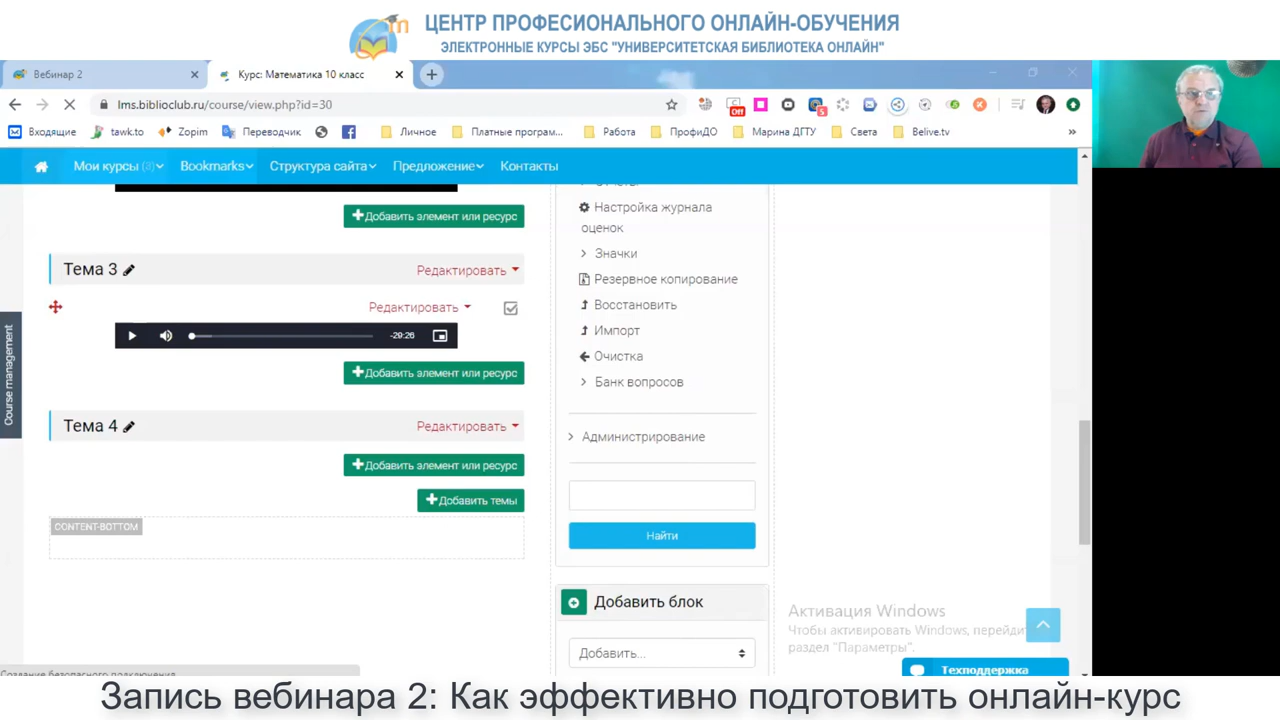 ЦЕНТР ПРОФЕСИОНАЛЬНОГО ОНЛАЙН-ОБУЧЕНИЯ
ЭЛЕКТРОННЫЕ КУРСЫ ЭБС "УНИВЕРСИТЕТСКАЯ БИБЛИОТЕКА ОНЛАЙН"
Вебинар 2
Курс: Математика 10 класс
lms.biblioclub.ru/course/view.php?id=30
Off
5
Входящие
tawk.to
Zopim
Переводчик
Личное
Платные програм...
Работа
ПрофиДО
Марина ДГТУ
Света
Belive.tv
»
Мои курсы (2)
Bookmarks
Структура сайта
Предложение
Контакты
Course management
Добавить элемент или ресурс
Тема 3
Редактировать
Редактировать
-29:26
Добавить элемент или ресурс
Тема 4
Редактировать
Добавить элемент или ресурс
Добавить темы
CONTENT-BOTTOM
Настройка журнала
оценок
Значки
Резервное копирование
Восстановить
Импорт
Очистка
Банк вопросов
Администрирование
Найти
Добавить блок
Добавить...
Активация Windows
Чтобы активировать Windows, перейди
раздел "Параметры".
Техподдержка
Запись вебинара 2: Как эффективно подготовить онлайн-курс